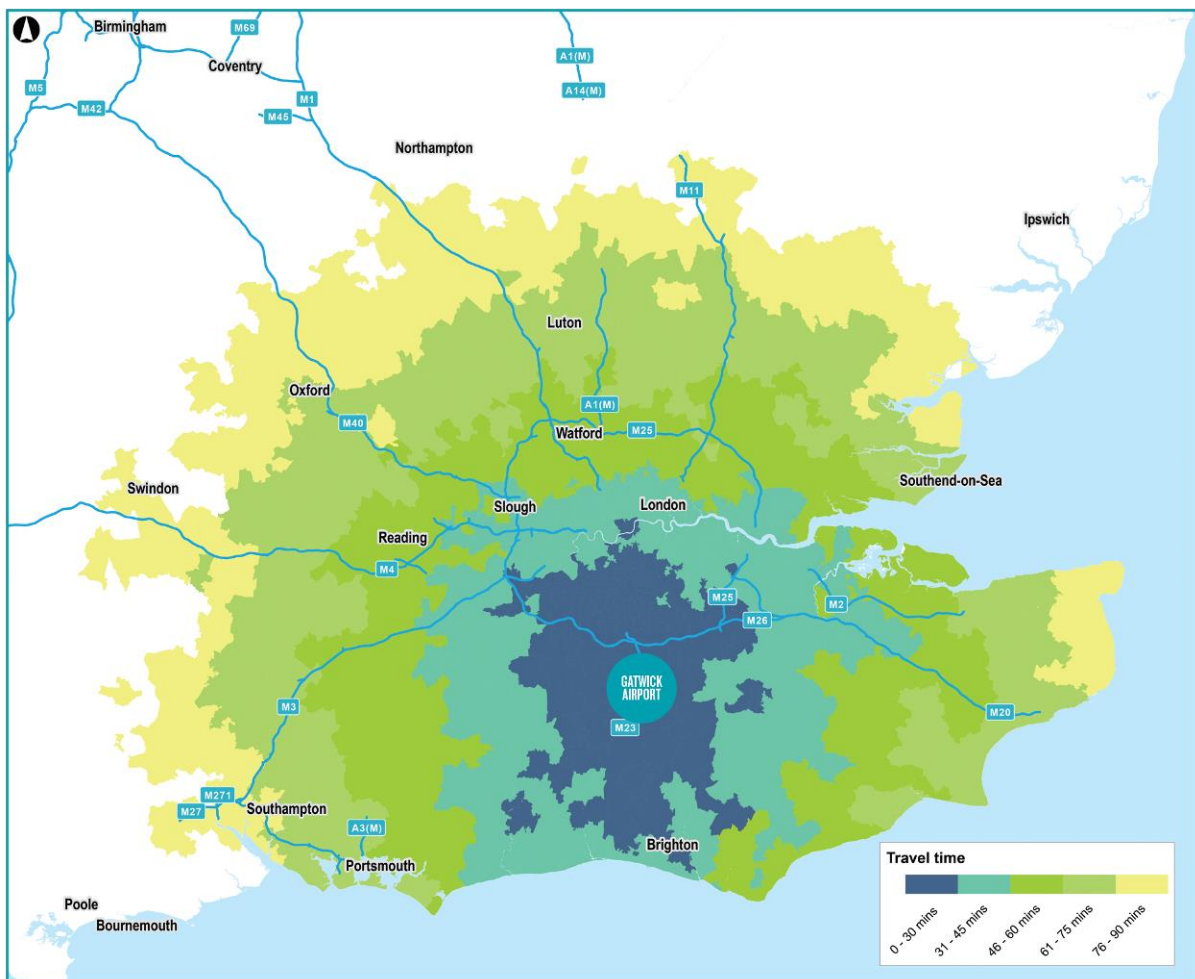 Birmingham
M69
Coventry
A1(M)
M5
A14(M)
M42
M1
M45
Northampton
M11
Ipswich
Luton
Oxford
A1(M)
M40
Watford
M25
Swindon
Slough
London
Southend-on-Sea
Reading
M4
M25
M2
M26
GATWICK
AIRPORT
M3
M23
M20
M271
M27
Southampton
A3(M)
Brighton
Portsmouth
Poole
Bournemouth
Travel time
0 - 30 mins
31 - 45 mins
46 - 60 mins
61 - 75 mins
76 - 90 mins